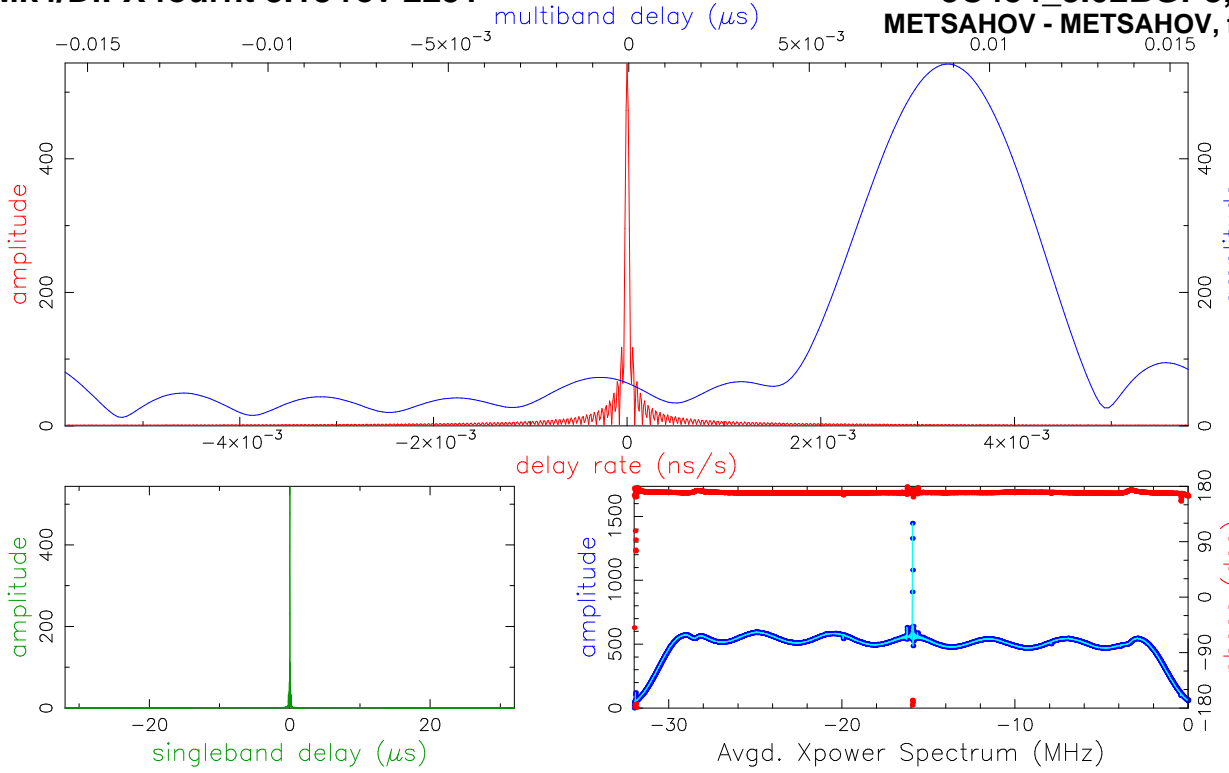 multiband delay (μs)
METSAHOV - METSAHOV,
−0.015 −0.01 −5×10⁻³ 0 0.01 0.015
amplitude
400
200
0
400
200
0
−4×10⁻³ −2×10⁻³ 0 2×10⁻³ 4×10⁻³
delay rate (ns/s)
amplitude
400
200
0
−20 0 20
singleband delay (μs)
amplitude
1500
1000
500
0
180
90
0
−90
−180
−30 −20 −10 0
Avgd. Xpower Spectrum (MHz)